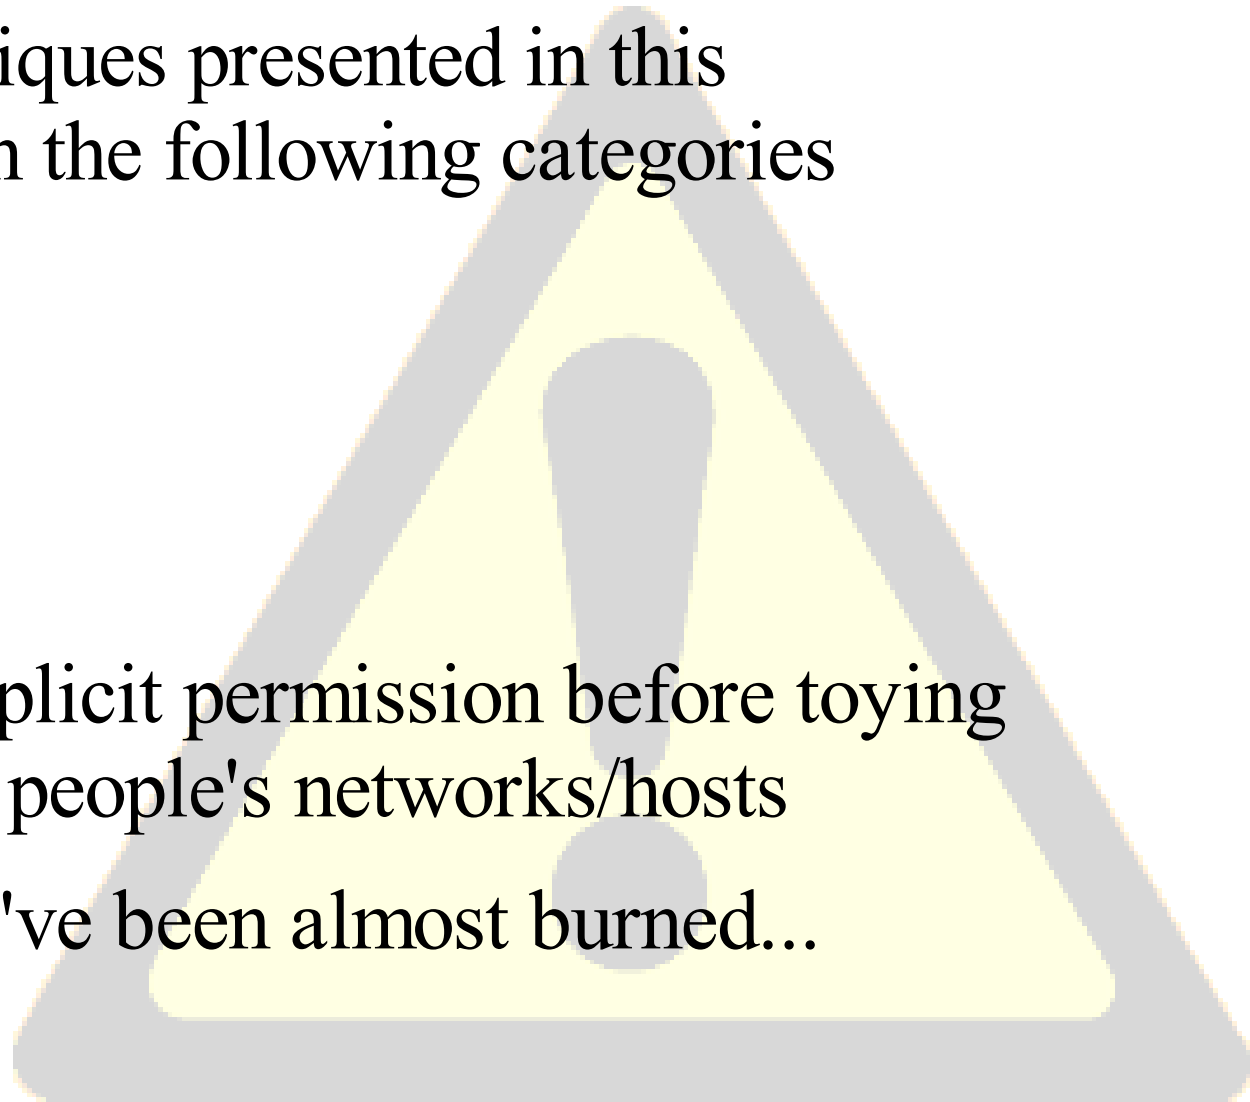 iques presented in this
n the following categories
plicit permission before toying
people's networks/hosts
've been almost burned...